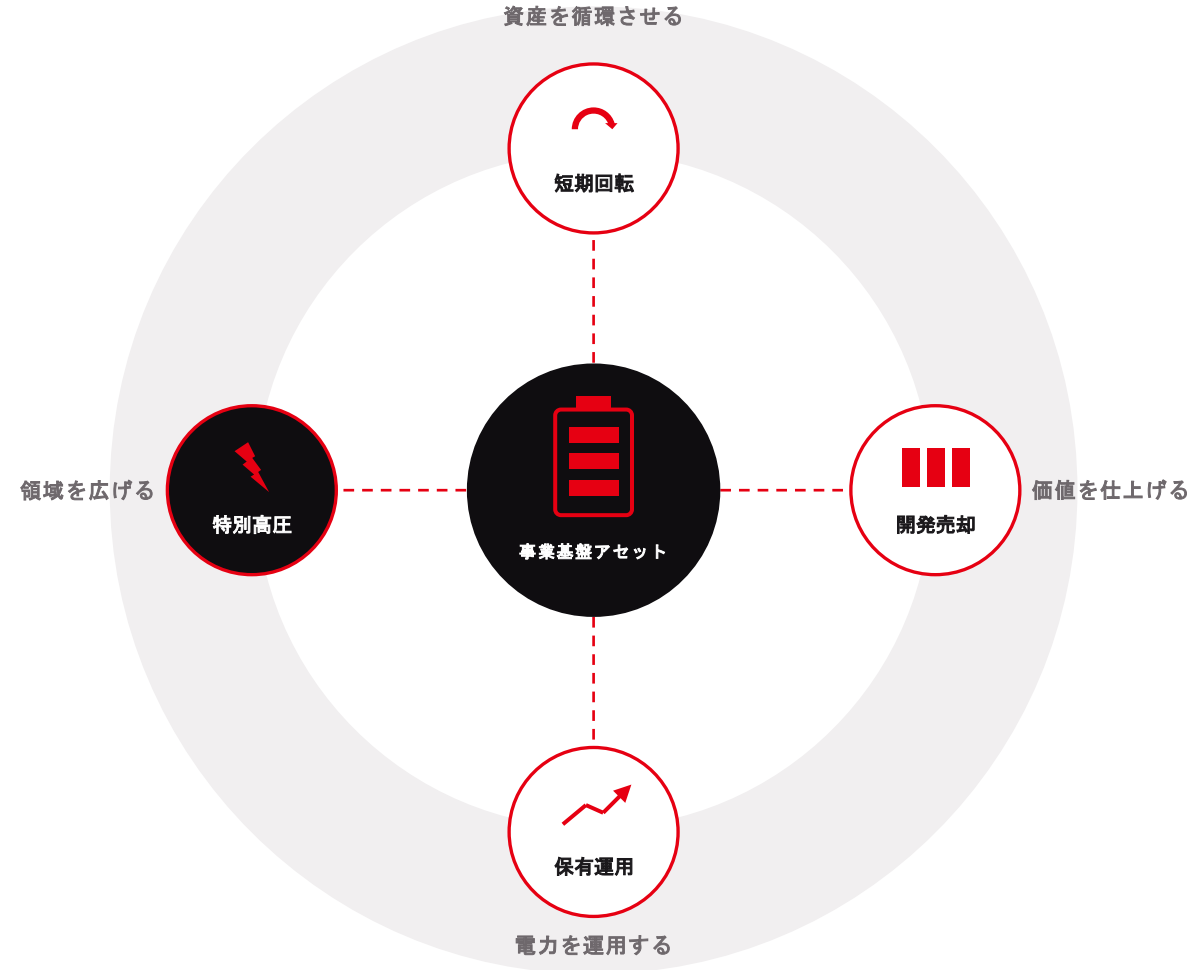 資産を循環させる
短期回転
領域を広げる
特別高圧
事業基盤アセット
開発売却
価値を仕上げる
保有運用
電力を運用する